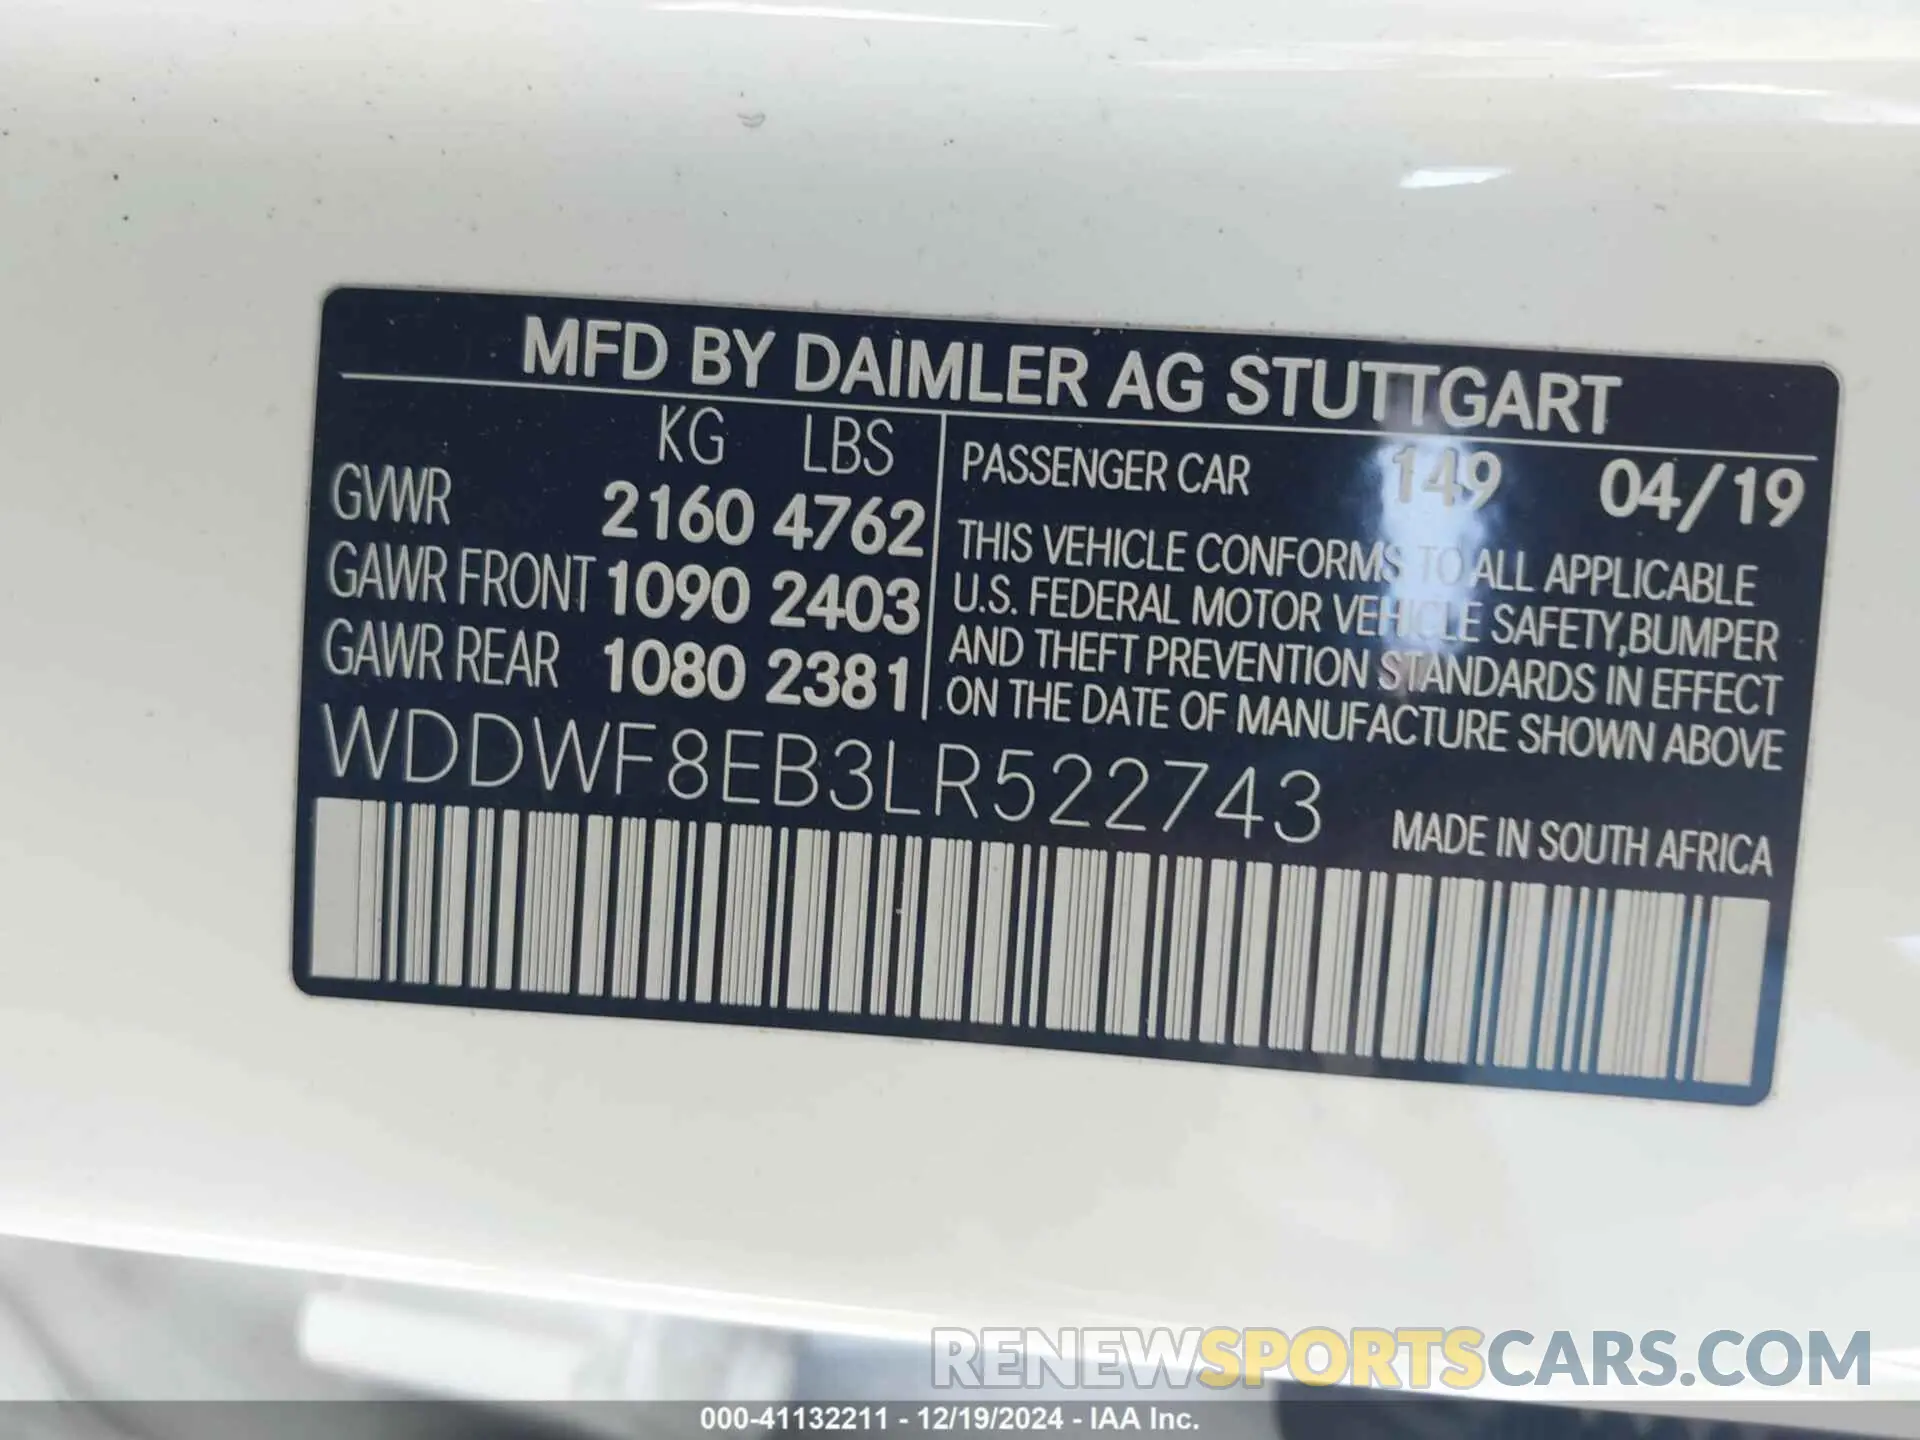 MFD BY DAIMLER AG STUTTGART
KG LBS
GVWR 2160 4762
GAWR FRONT 1090 2403
GAWR REAR 1080 2381
PASSENGER CAR 149 04/19
THIS VEHICLE CONFORMS TO ALL APPLICABLE
U.S. FEDERAL MOTOR VEHICLE SAFETY,BUMPER
AND THEFT PREVENTION STANDARDS IN EFFECT
ON THE DATE OF MANUFACTURE SHOWN ABOVE
WDDWF8EB3LR522743
MADE IN SOUTH AFRICA
RENEWSPORTSCARS.COM
000-41132211 - 12/19/2024 - IAA Inc.